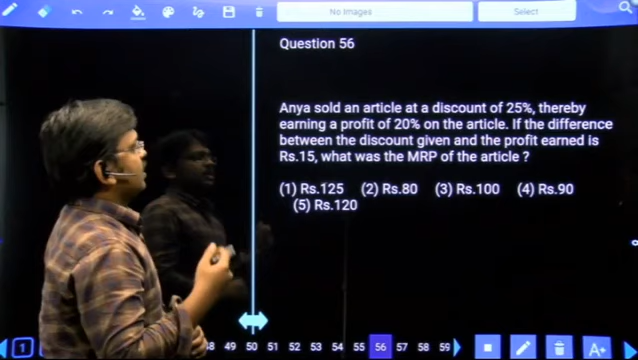 No Images
Select
Question 56
Anya sold an article at a discount of 25%, thereby
earning a profit of 20% on the article. If the difference
between the discount given and the profit earned is
Rs.15, what was the MRP of the article ?
(1) Rs.125 (2) Rs.80 (3) Rs.100 (4) Rs.90
(5) Rs.120
1 49 50 51 52 53 54 55 56 57 58 59 A+